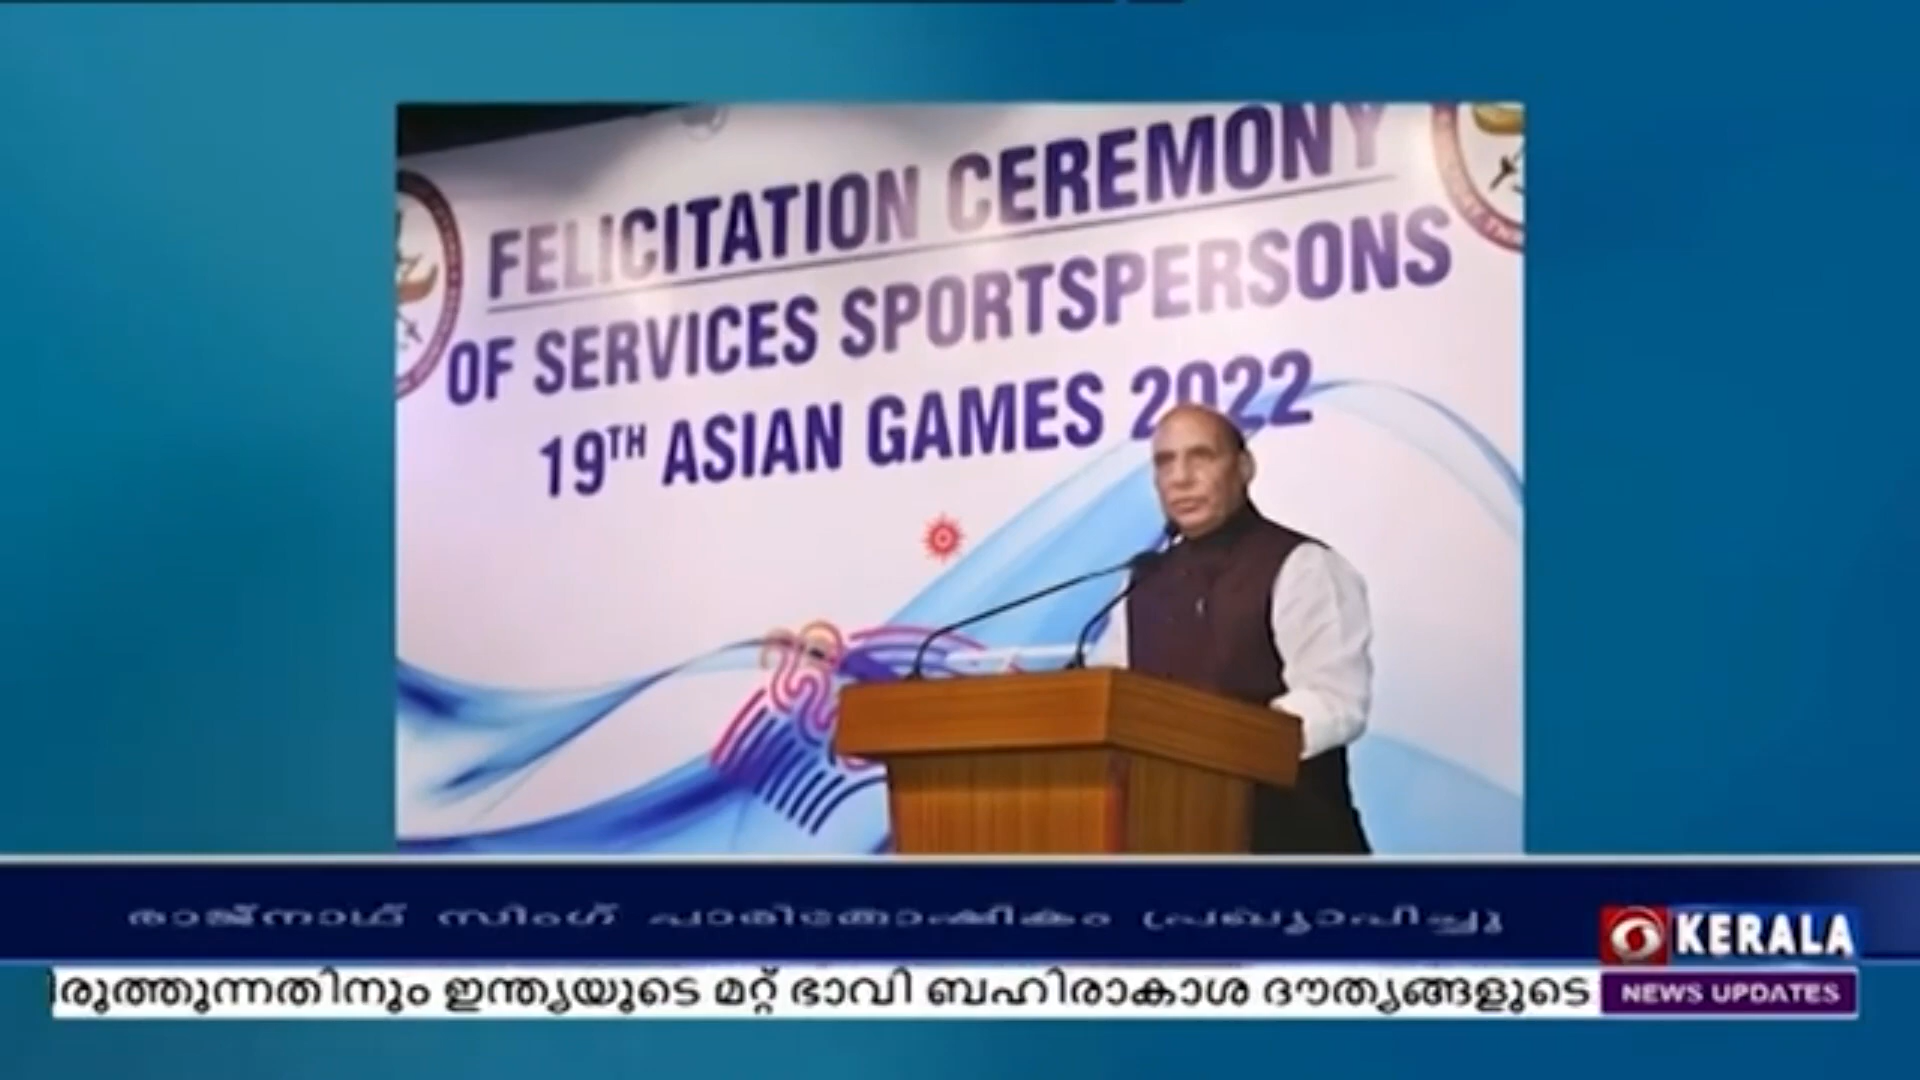 FELICITATION CEREMONY
OF SERVICES SPORTSPERSONS
19TH ASIAN GAMES 2022
രാജ്നാഥ് സിംഗ് പാരിതോഷികം പ്രഖ്യാപിച്ചു
KERALA
രുത്തുന്നതിനും ഇന്ത്യയുടെ മറ്റ് ഭാവി ബഹിരാകാശ ദൗത്യങ്ങളുടെ
NEWS UPDATES